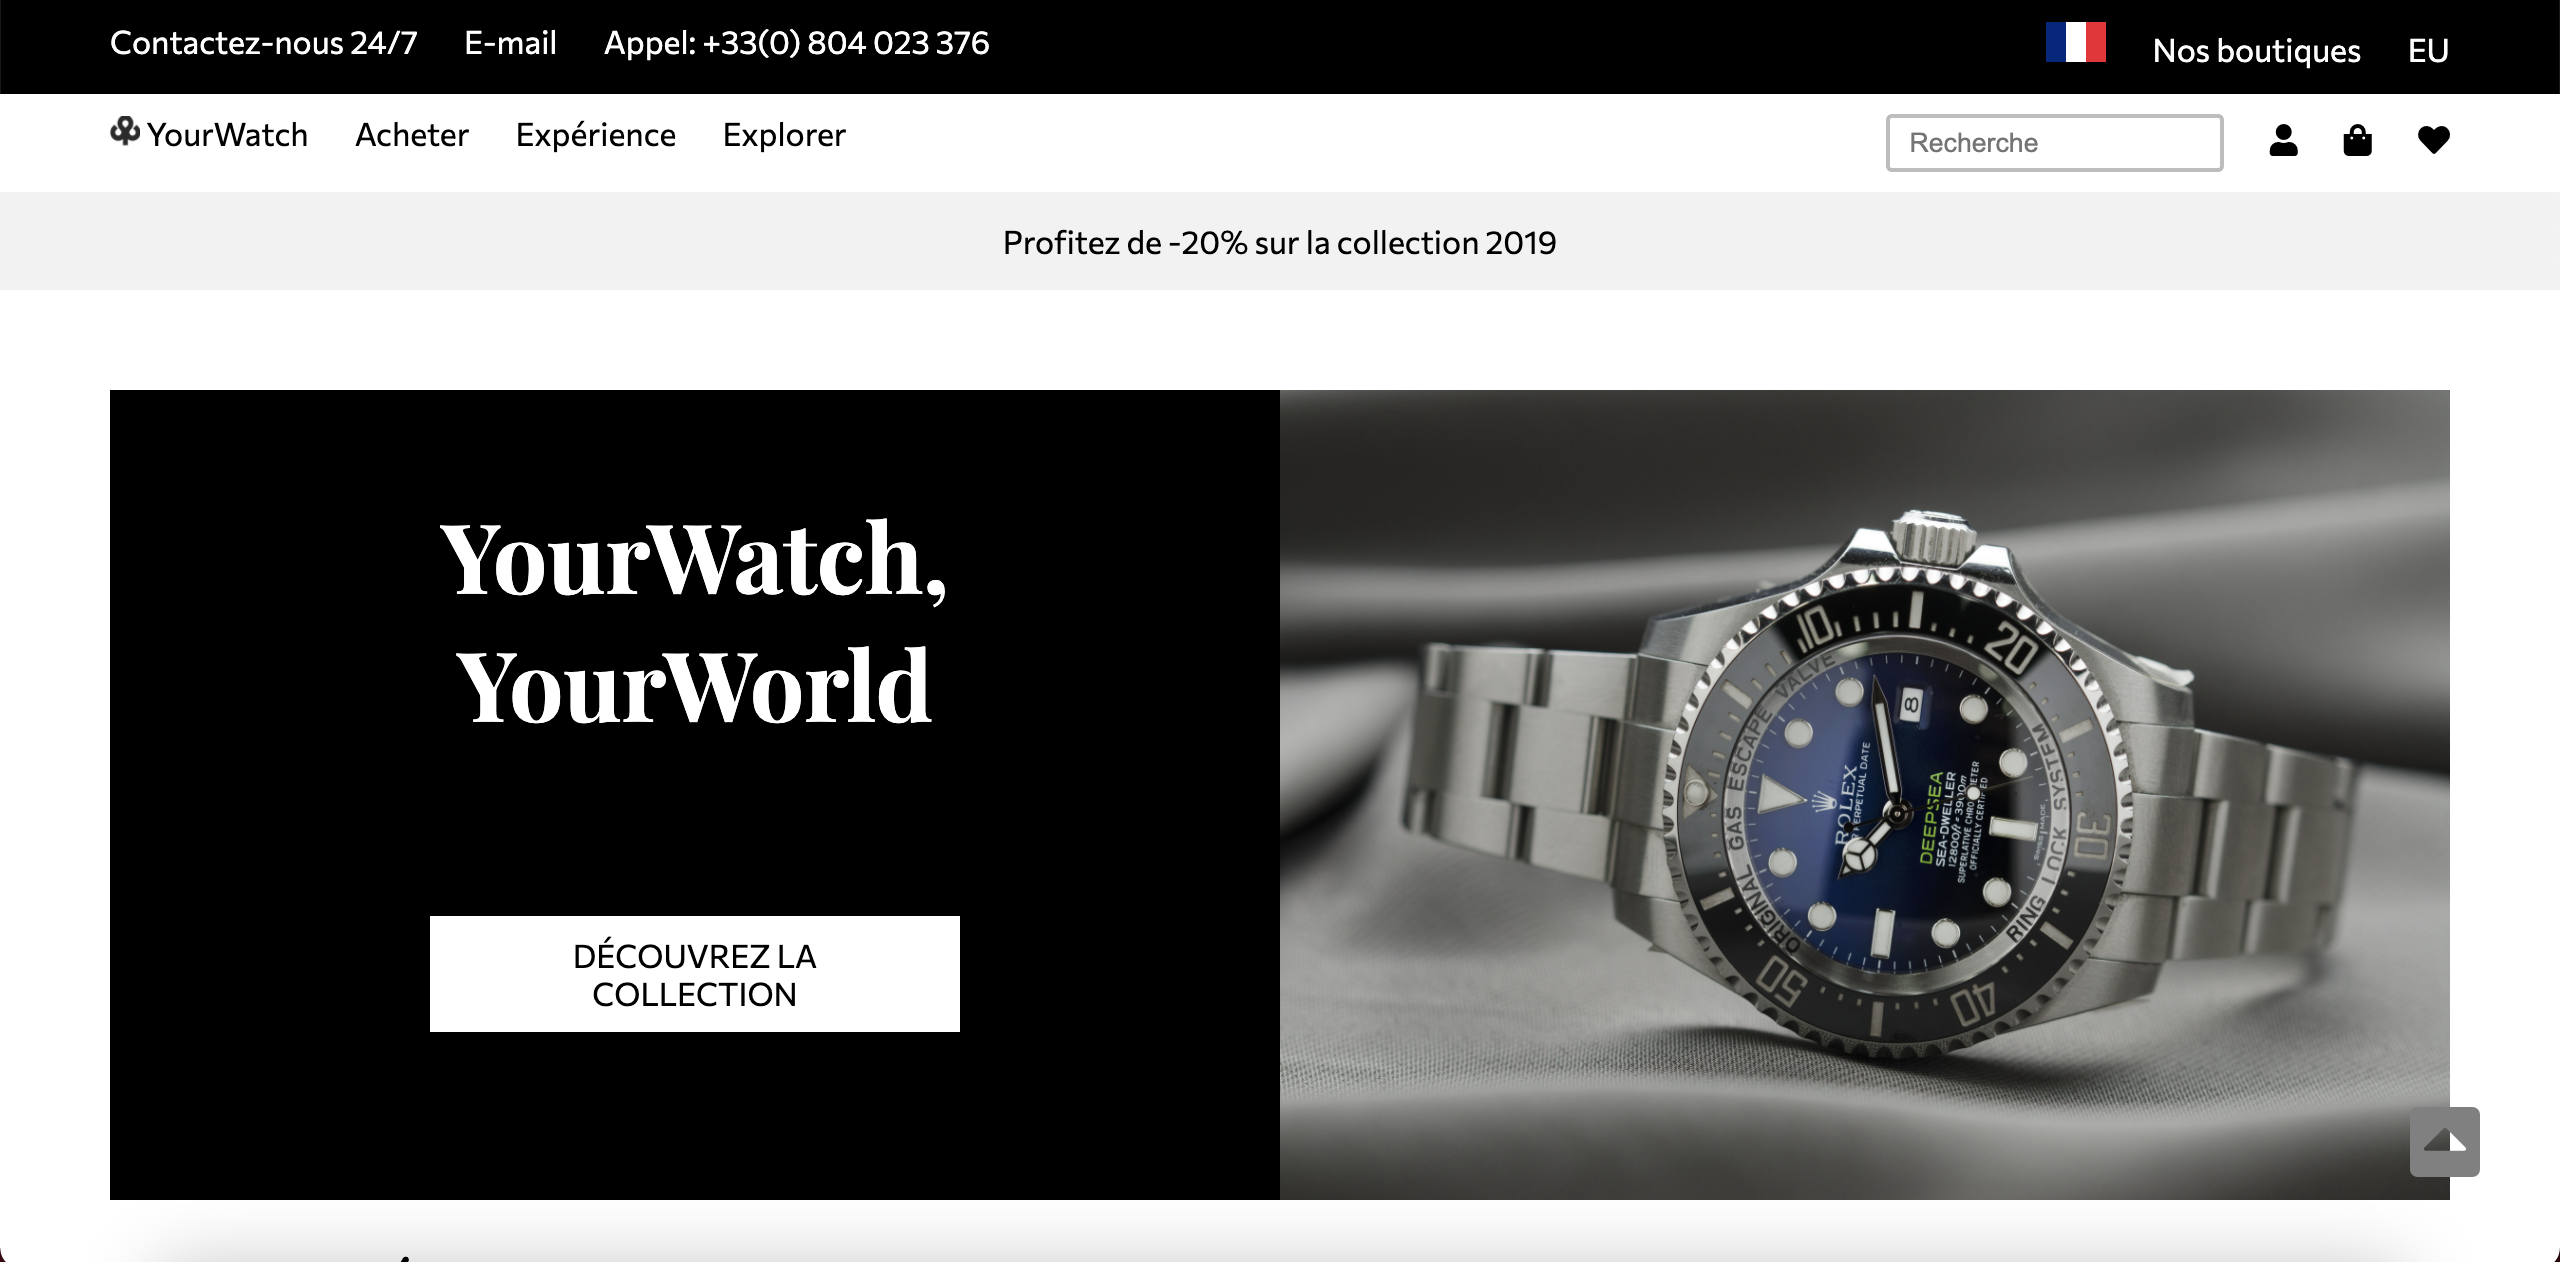 Contactez-nous 24/7 E-mail Appel: +33(0) 804 023 376 Nos boutiques EU
YourWatch Acheter Expérience Explorer Recherche
Profitez de -20% sur la collection 2019
YourWatch,
YourWorld
DÉCOUVREZ LA
COLLECTION
10
20
30
40
50
8
ROLEX
PERPETUAL DATE
DEEPSEA
SEA-DWELLER
12800ft=3900m
SUPERLATIVE
OFFICIALLY CERTIFIED
ORIGINAL GAS ESCAPE VALVE
RING LOCK SYSTEM